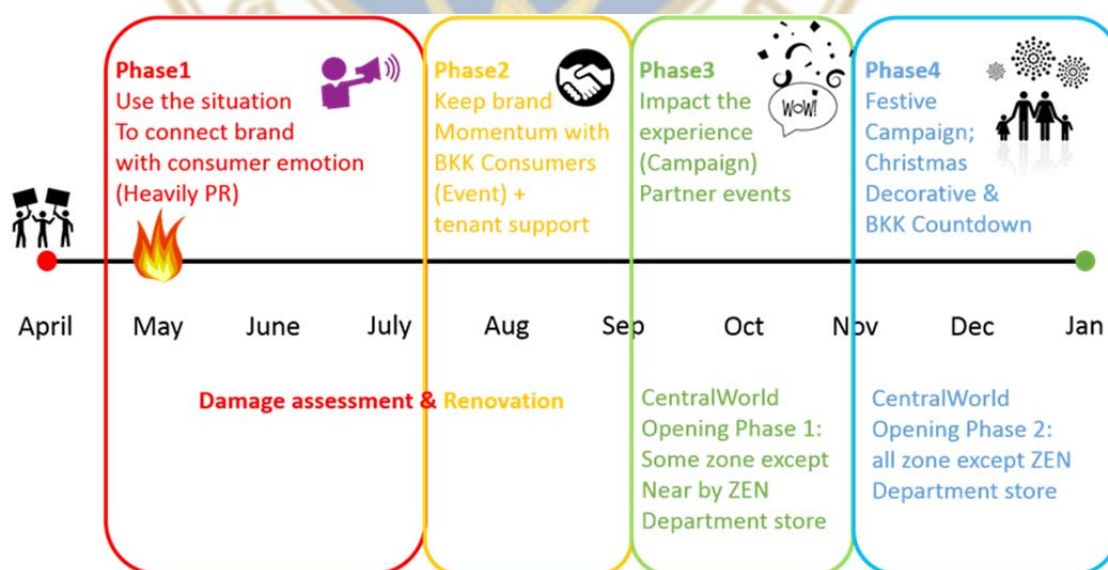 Phase1
Use the situation
To connect brand
with consumer emotion
(Heavily PR)
Phase2
Keep brand
Momentum with
BKK Consumers
(Event) +
tenant support
Phase3
Impact the
experience
(Campaign)
Partner events
WOW!
Phase4
Festive
Campaign;
Christmas
Decorative &
BKK Countdown
April May June July Aug Sep Oct Nov Dec Jan
Damage assessment & Renovation
CentralWorld
Opening Phase 1:
Some zone except
Near by ZEN
Department store
CentralWorld
Opening Phase 2:
all zone except ZEN
Department store